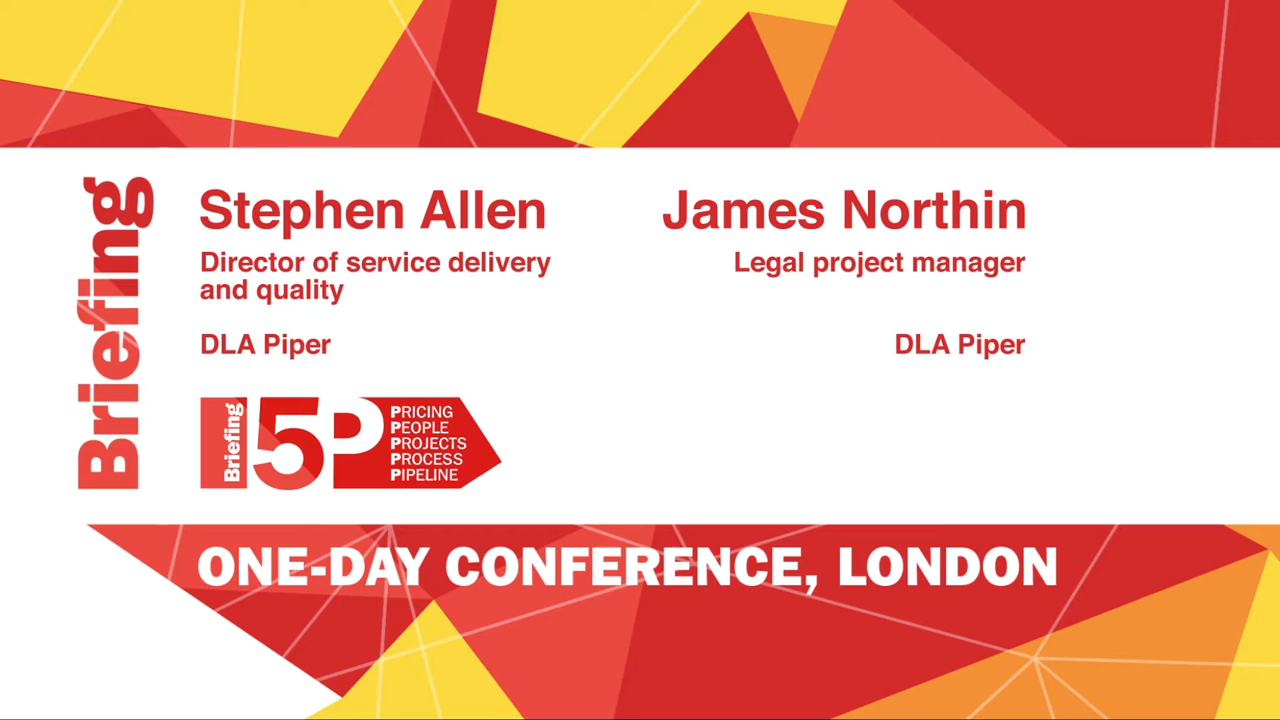 Briefing
Stephen Allen
Director of service delivery
and quality
DLA Piper
James Northin
Legal project manager
DLA Piper
Briefing
5P
PRICING
PEOPLE
PROJECTS
PROCESS
PIPELINE
ONE-DAY CONFERENCE, LONDON